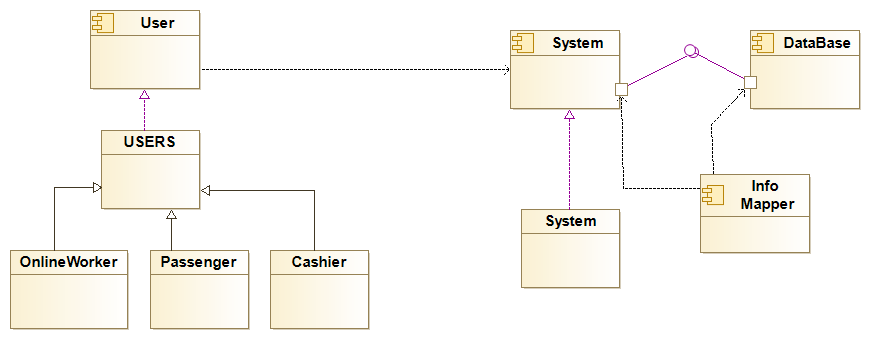 User
System
DataBase
USERS
Info
Mapper
System
OnlineWorker
Passenger
Cashier